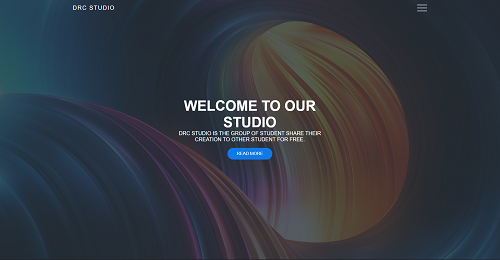 DRC STUDIO
WELCOME TO OUR
STUDIO
DRC STUDIO IS THE GROUP OF STUDENT SHARE THEIR
CREATION TO OTHER STUDENT FOR FREE.
READ MORE